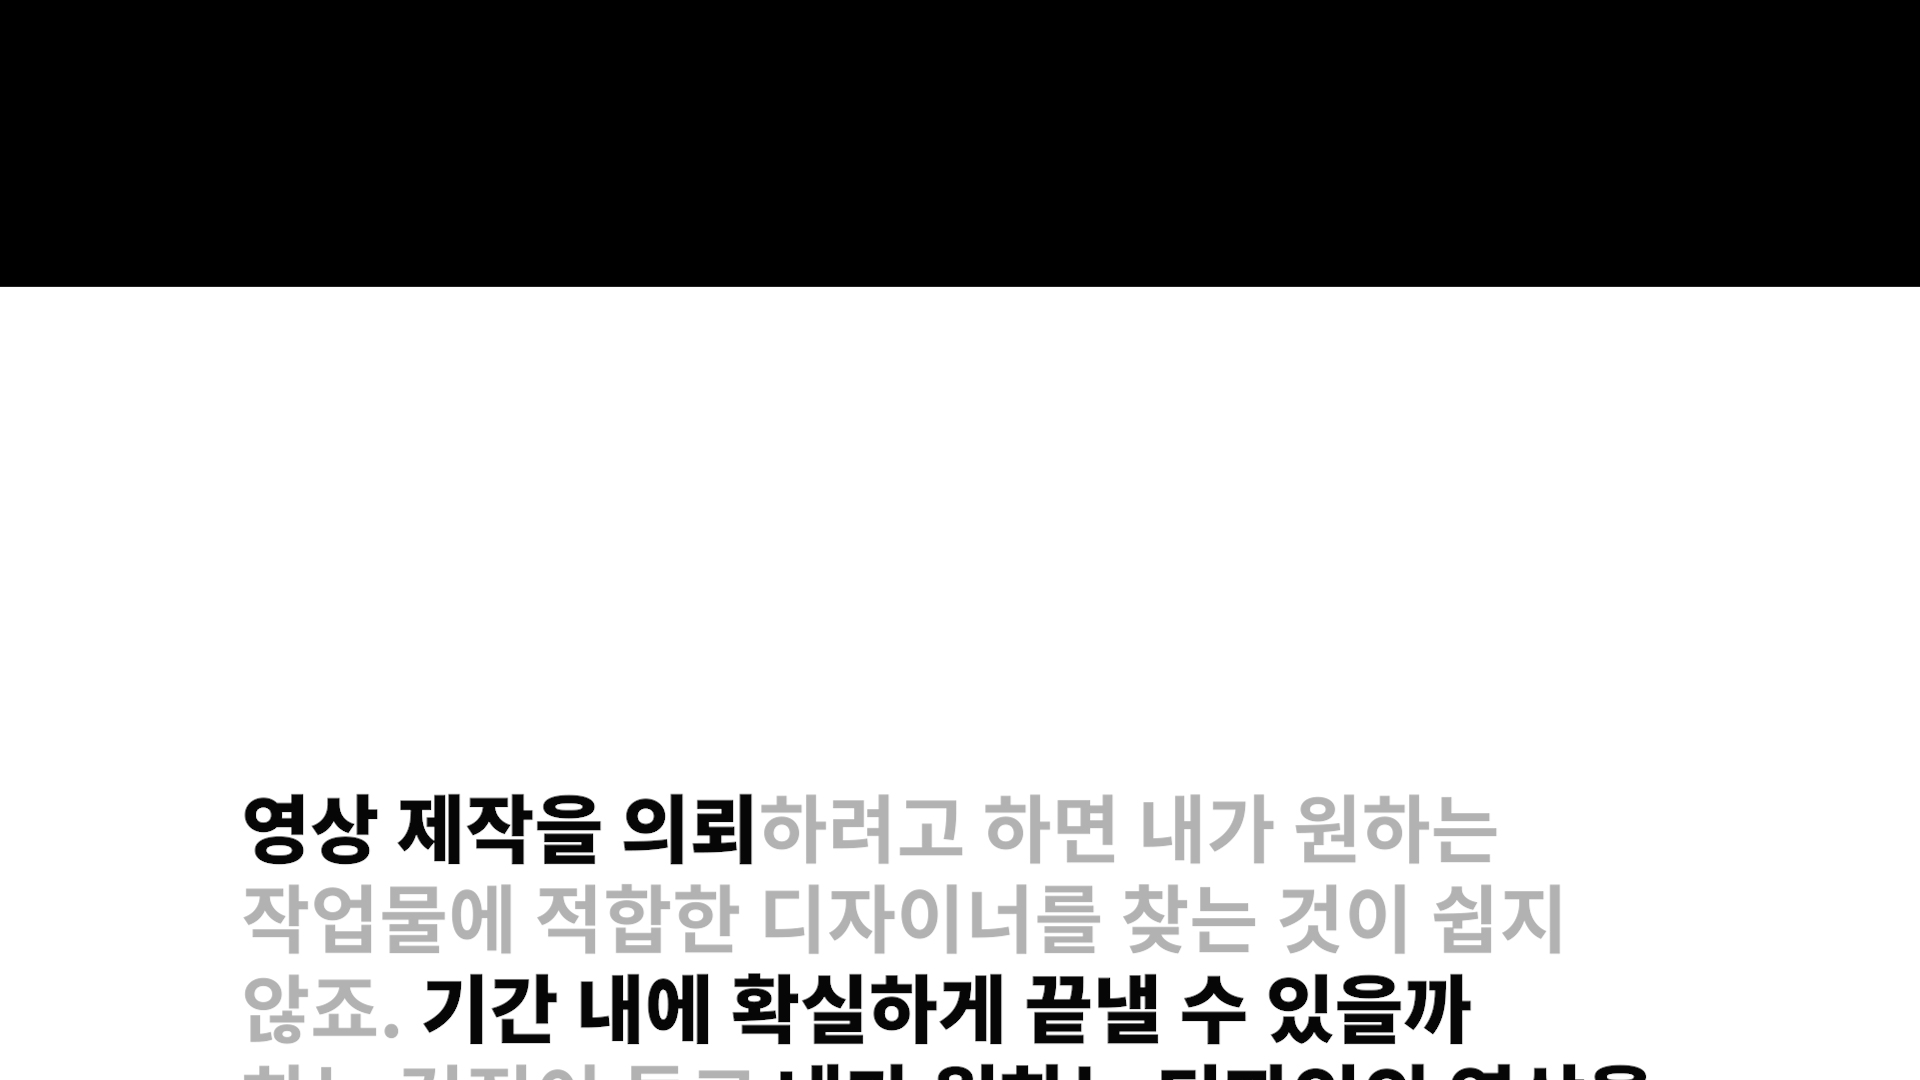 영상 제작을 의뢰하려고 하면 내가 원하는
작업물에 적합한 디자이너를 찾는 것이 쉽지
않죠. 기간 내에 확실하게 끝낼 수 있을까